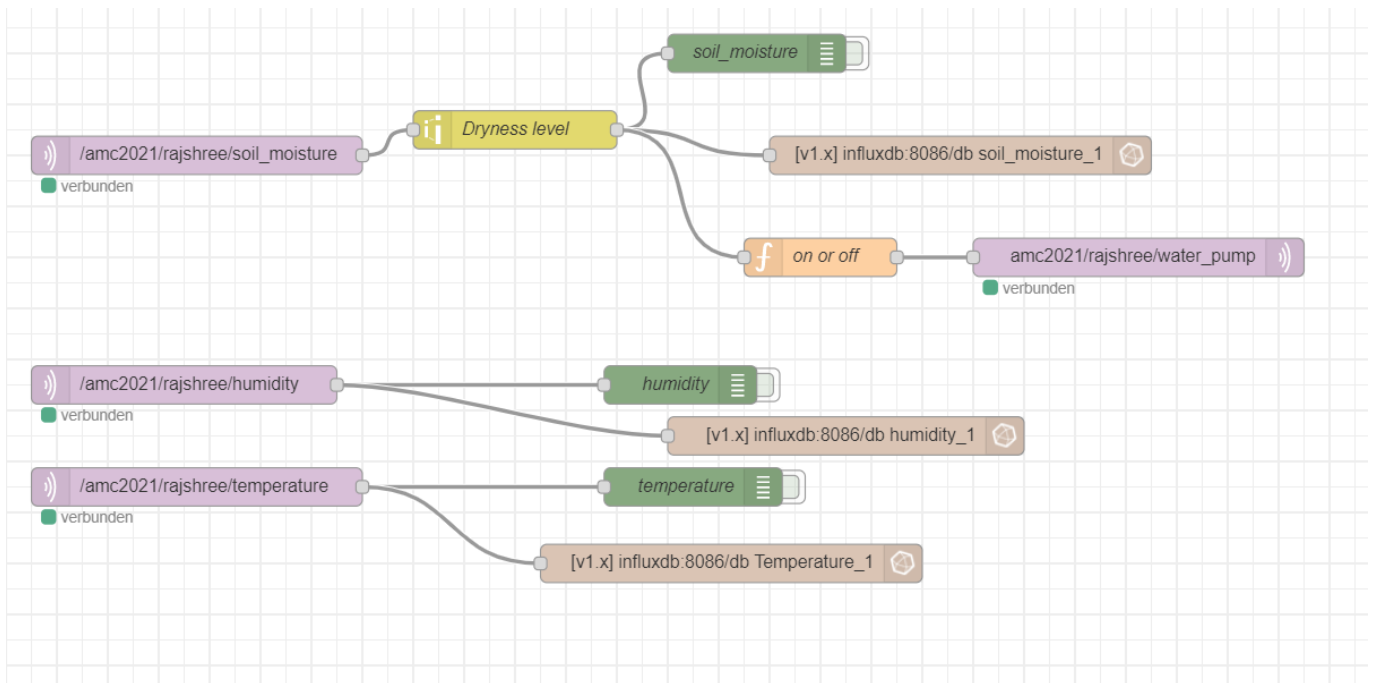 soil_moisture
Dryness level
/amc2021/rajshree/soil_moisture
[v1.x] influxdb:8086/db soil_moisture_1
verbunden
on or off
amc2021/rajshree/water_pump
verbunden
/amc2021/rajshree/humidity
humidity
verbunden
[v1.x] influxdb:8086/db humidity_1
/amc2021/rajshree/temperature
temperature
verbunden
[v1.x] influxdb:8086/db Temperature_1